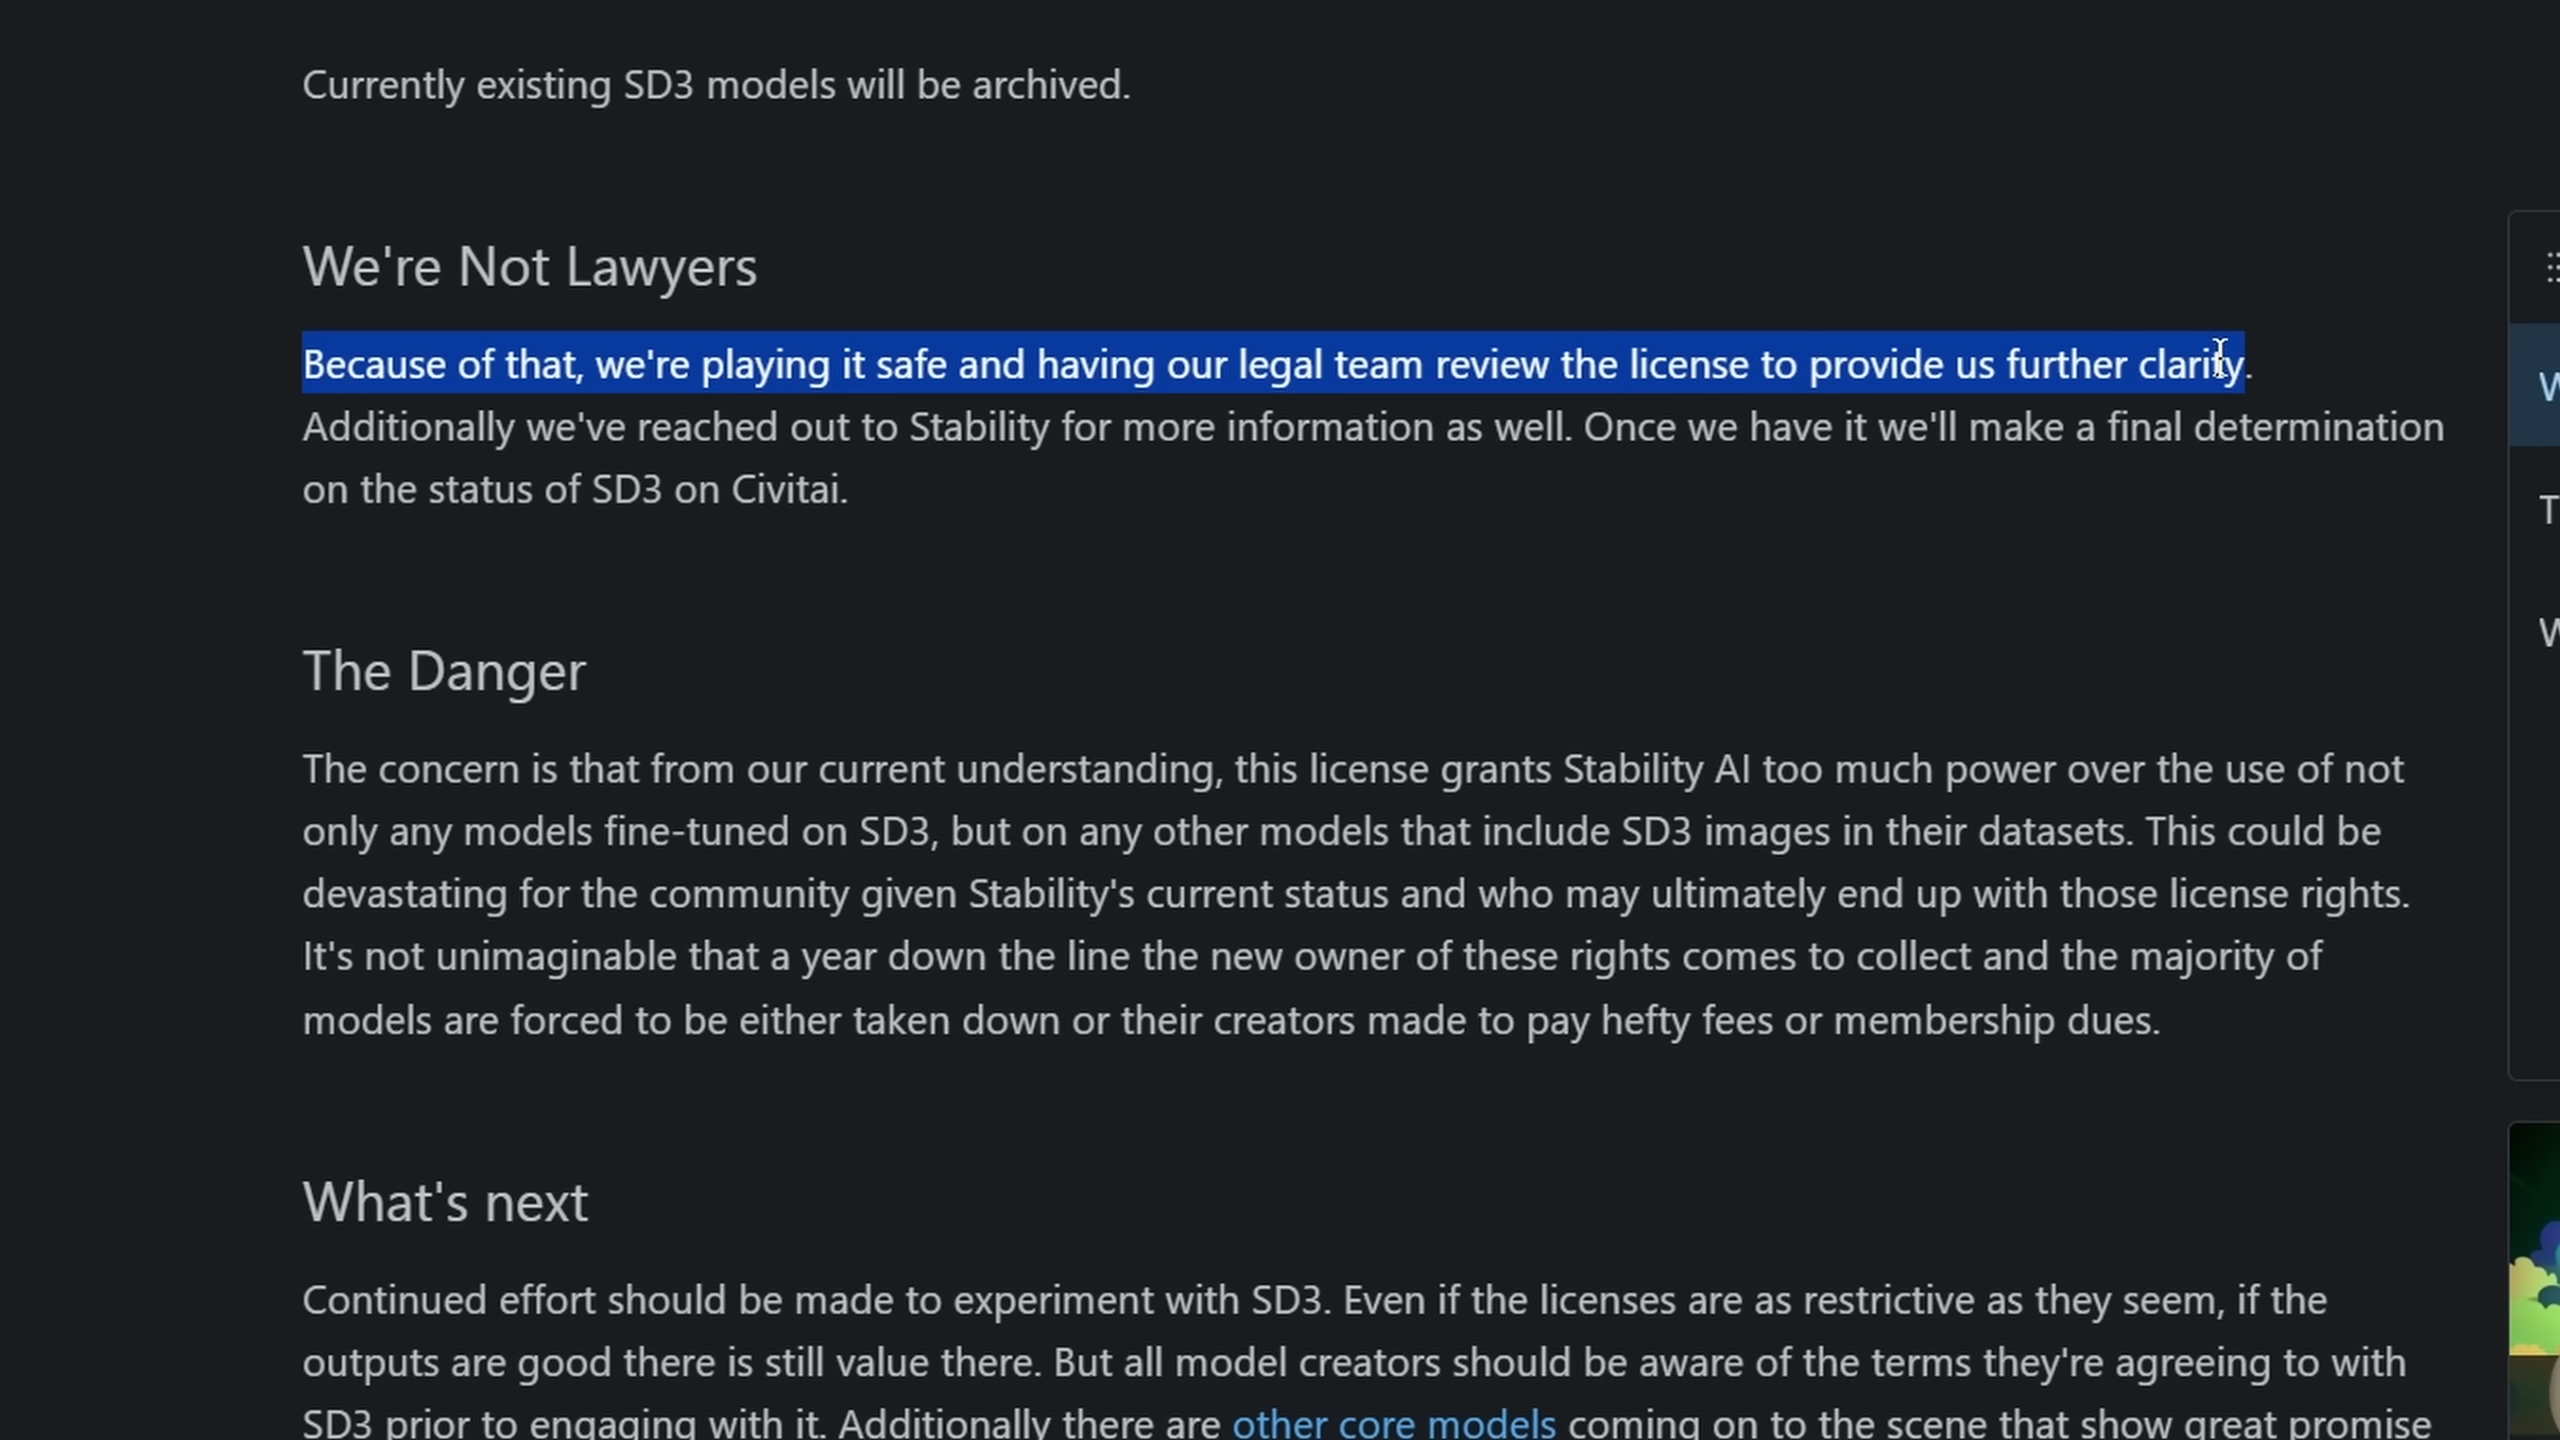 Currently existing SD3 models will be archived.
We're Not Lawyers
Because of that, we're playing it safe and having our legal team review the license to provide us further clarity.
Additionally we've reached out to Stability for more information as well. Once we have it we'll make a final determination
on the status of SD3 on Civitai.
The Danger
The concern is that from our current understanding, this license grants Stability AI too much power over the use of not
only any models fine-tuned on SD3, but on any other models that include SD3 images in their datasets. This could be
devastating for the community given Stability's current status and who may ultimately end up with those license rights.
It's not unimaginable that a year down the line the new owner of these rights comes to collect and the majority of
models are forced to be either taken down or their creators made to pay hefty fees or membership dues.
What's next
Continued effort should be made to experiment with SD3. Even if the licenses are as restrictive as they seem, if the
outputs are good there is still value there. But all model creators should be aware of the terms they're agreeing to with
SD3 prior to engaging with it. Additionally there are other core models coming on to the scene that show great promise